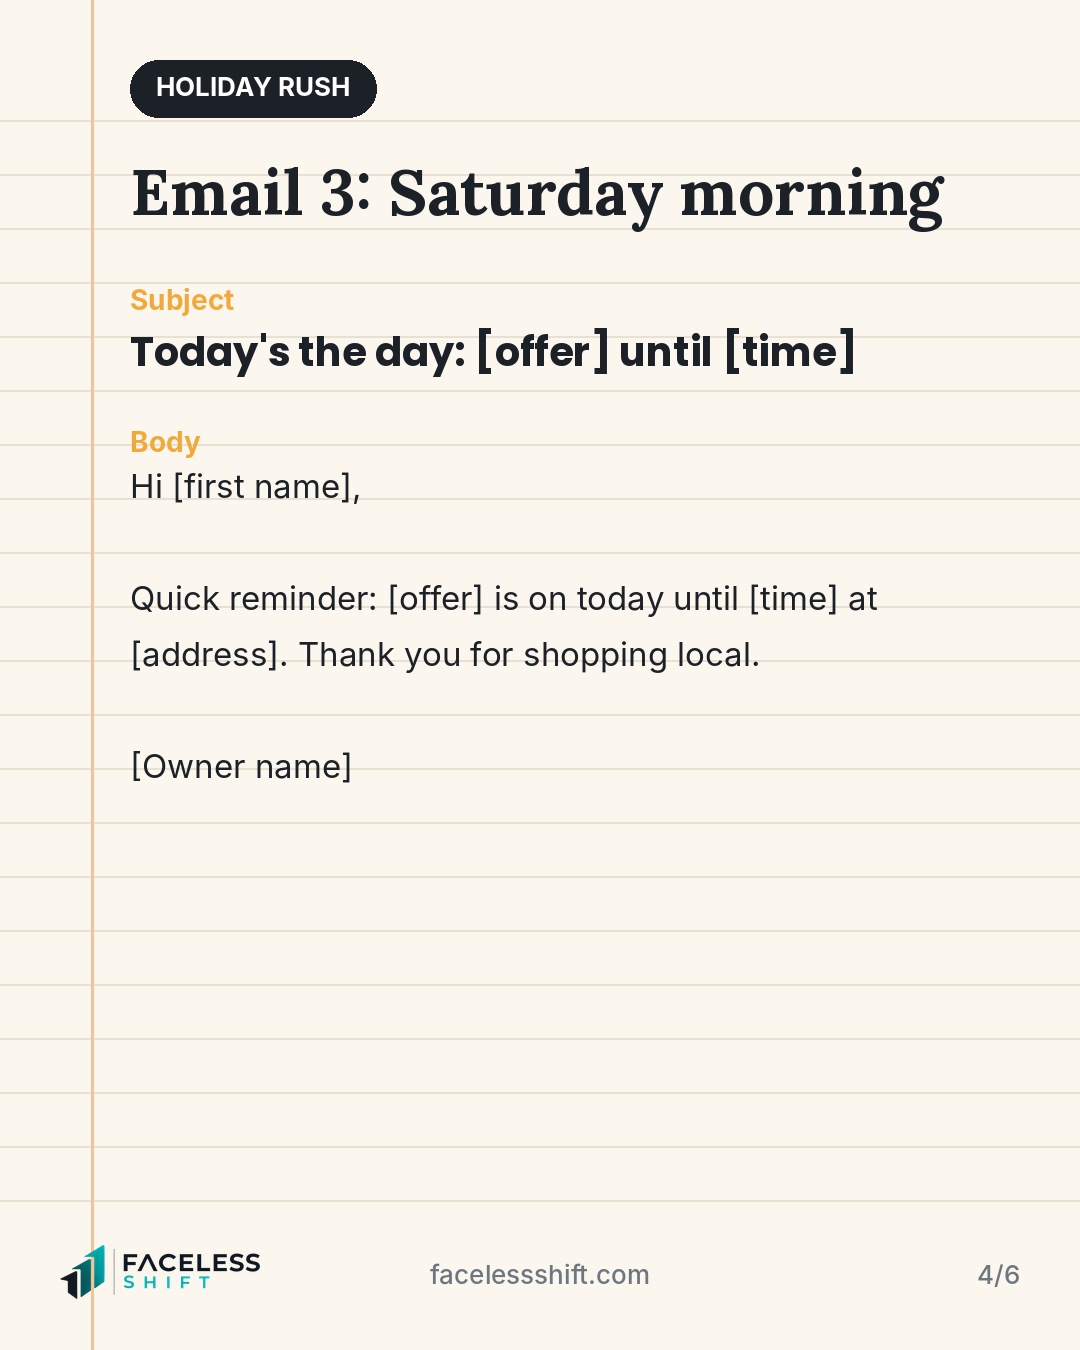 HOLIDAY RUSH
Email 3: Saturday morning
Subject
Today's the day: [offer] until [time]
Body
Hi [first name],
Quick reminder: [offer] is on today until [time] at
[address]. Thank you for shopping local.
[Owner name]
FACELESS
SHIFT
facelessshift.com
4/6